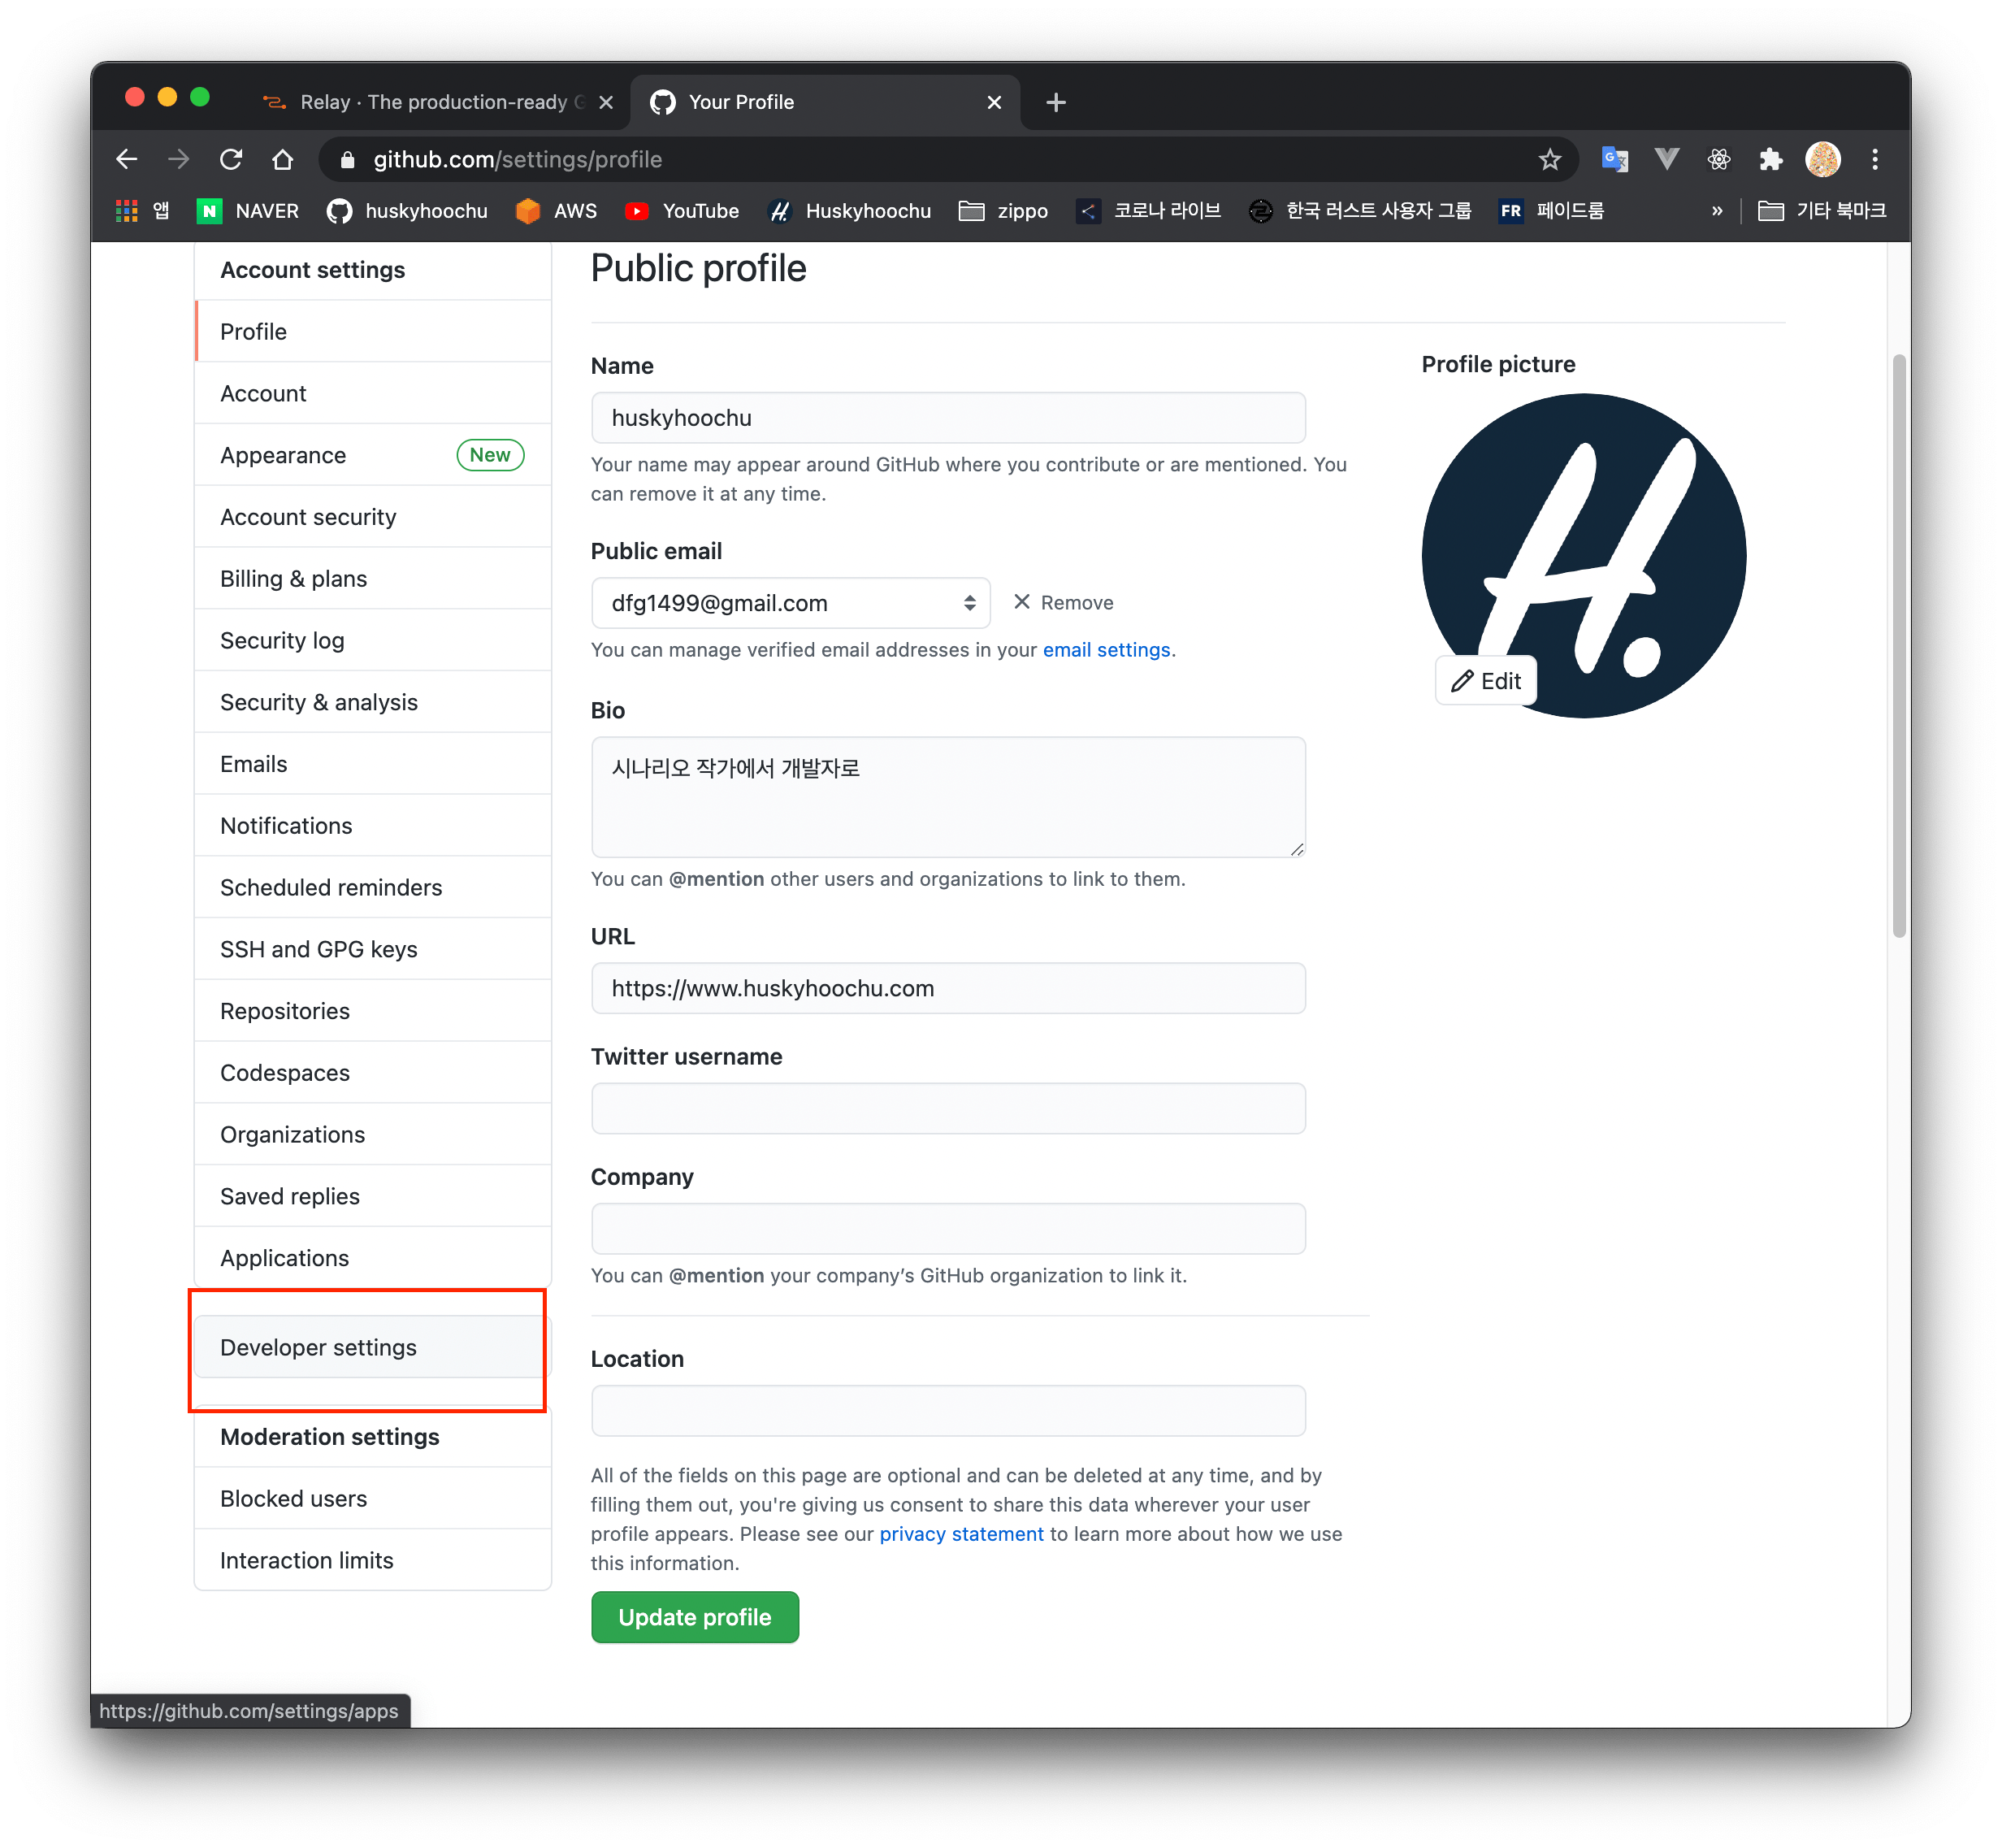 Relay · The production-ready G
Your Profile
github.com/settings/profile
앱
NAVER
huskyhoochu
AWS
YouTube
Huskyhoochu
zippo
코로나 라이브
한국 러스트 사용자 그룹
FR 페이드룸
»
기타 북마크
Account settings
Profile
Account
Appearance
New
Account security
Billing & plans
Security log
Security & analysis
Emails
Notifications
Scheduled reminders
SSH and GPG keys
Repositories
Codespaces
Organizations
Saved replies
Applications
Developer settings
Moderation settings
Blocked users
Interaction limits
Public profile
Name
huskyhoochu
Your name may appear around GitHub where you contribute or are mentioned. You
can remove it at any time.
Public email
dfg1499@gmail.com
Remove
You can manage verified email addresses in your email settings.
Bio
시나리오 작가에서 개발자로
You can @mention other users and organizations to link to them.
URL
https://www.huskyhoochu.com
Twitter username
Company
You can @mention your company’s GitHub organization to link it.
Location
All of the fields on this page are optional and can be deleted at any time, and by
filling them out, you're giving us consent to share this data wherever your user
profile appears. Please see our privacy statement to learn more about how we use
this information.
Update profile
Profile picture
H.
Edit
https://github.com/settings/apps